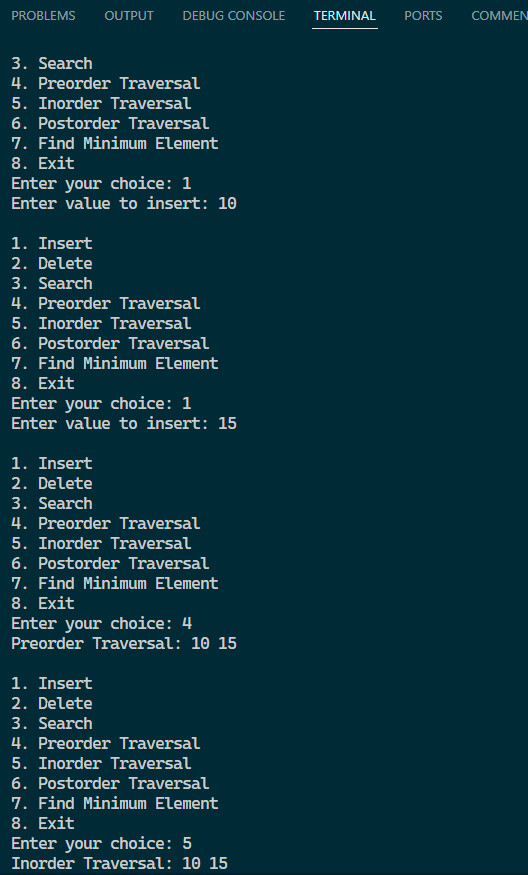 PROBLEMS OUTPUT DEBUG CONSOLE TERMINAL PORTS COMMEN
3. Search
4. Preorder Traversal
5. Inorder Traversal
6. Postorder Traversal
7. Find Minimum Element
8. Exit
Enter your choice: 1
Enter value to insert: 10
1. Insert
2. Delete
3. Search
4. Preorder Traversal
5. Inorder Traversal
6. Postorder Traversal
7. Find Minimum Element
8. Exit
Enter your choice: 1
Enter value to insert: 15
1. Insert
2. Delete
3. Search
4. Preorder Traversal
5. Inorder Traversal
6. Postorder Traversal
7. Find Minimum Element
8. Exit
Enter your choice: 4
Preorder Traversal: 10 15
1. Insert
2. Delete
3. Search
4. Preorder Traversal
5. Inorder Traversal
6. Postorder Traversal
7. Find Minimum Element
8. Exit
Enter your choice: 5
Inorder Traversal: 10 15